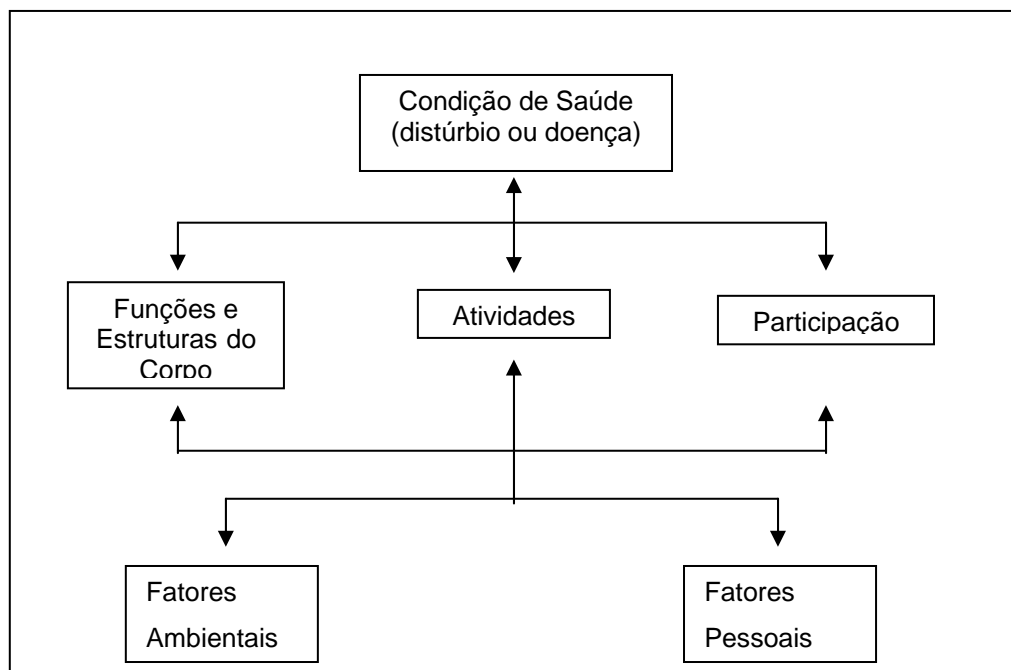 Condição de Saúde
(distúrbio ou doença)
Funções e
Estruturas do
Corpo
Atividades
Participação
Fatores
Ambientais
Fatores
Pessoais